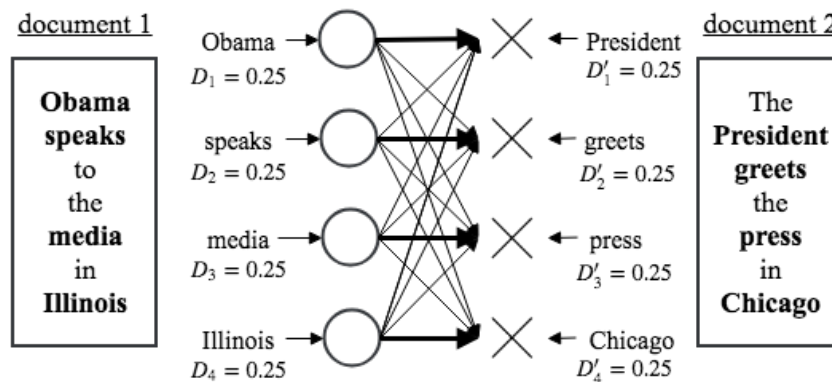 document 1
Obama
speaks
to
the
media
in
Illinois
Obama
D₁ = 0.25
speaks
D₂ = 0.25
media
D₃ = 0.25
Illinois
D₄ = 0.25
President
D′₁ = 0.25
greets
D′₂ = 0.25
press
D′₃ = 0.25
Chicago
D′₄ = 0.25
document 2
The
President
greets
the
press
in
Chicago